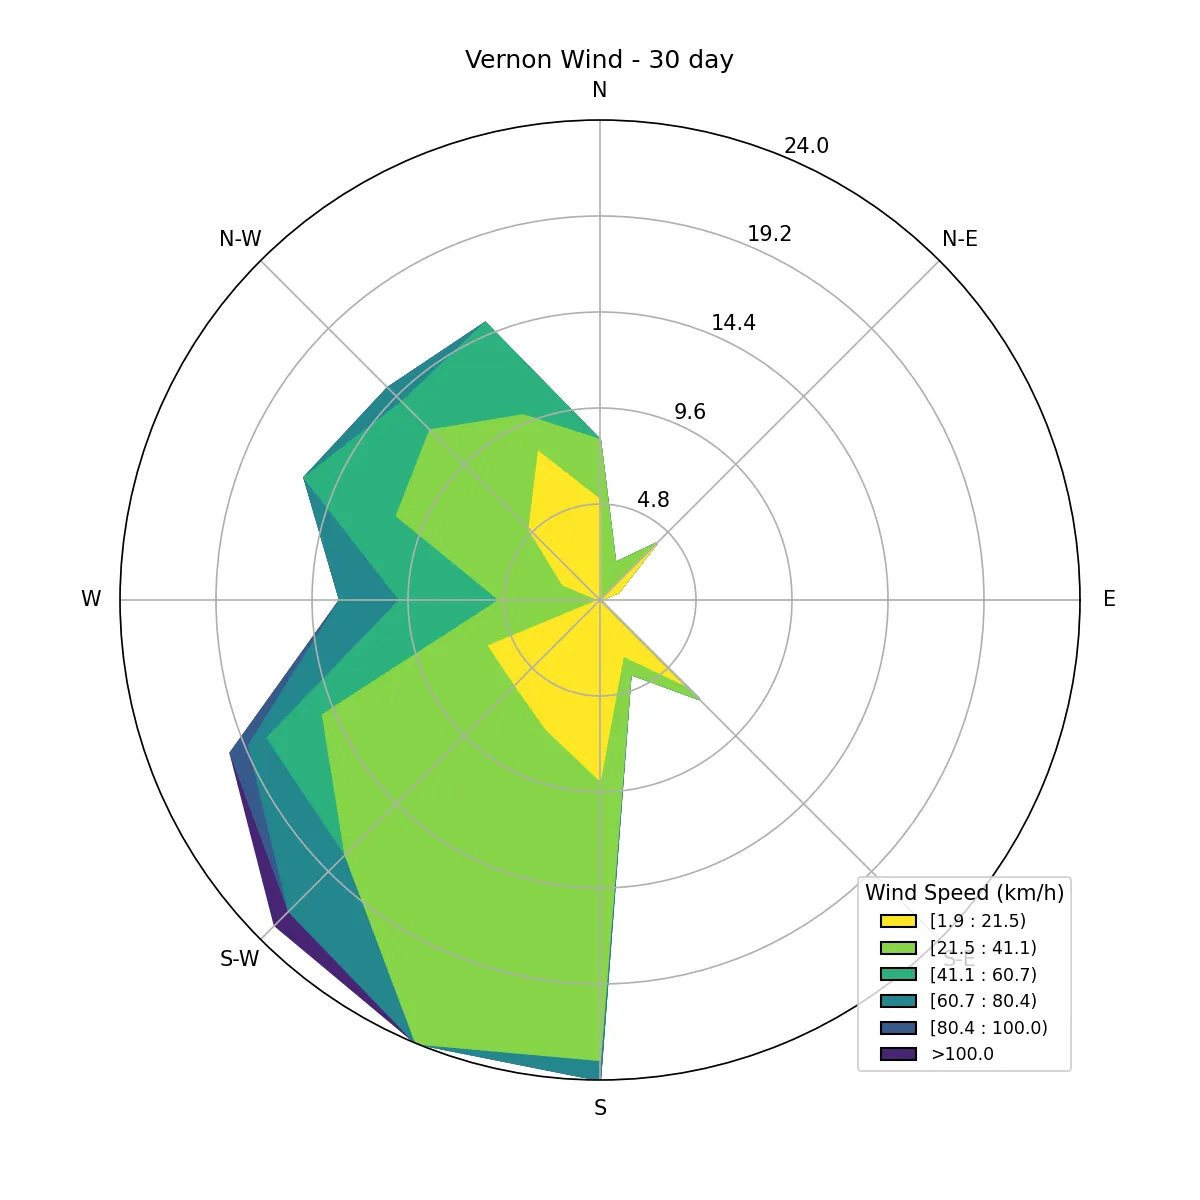 Vernon Wind - 30 day
N
24.0
N-W
N-E
19.2
14.4
9.6
4.8
W
E
S-W
S-E
Wind Speed (km/h)
[1.9 : 21.5)
[21.5 : 41.1)
[41.1 : 60.7)
[60.7 : 80.4)
[80.4 : 100.0)
>100.0
S